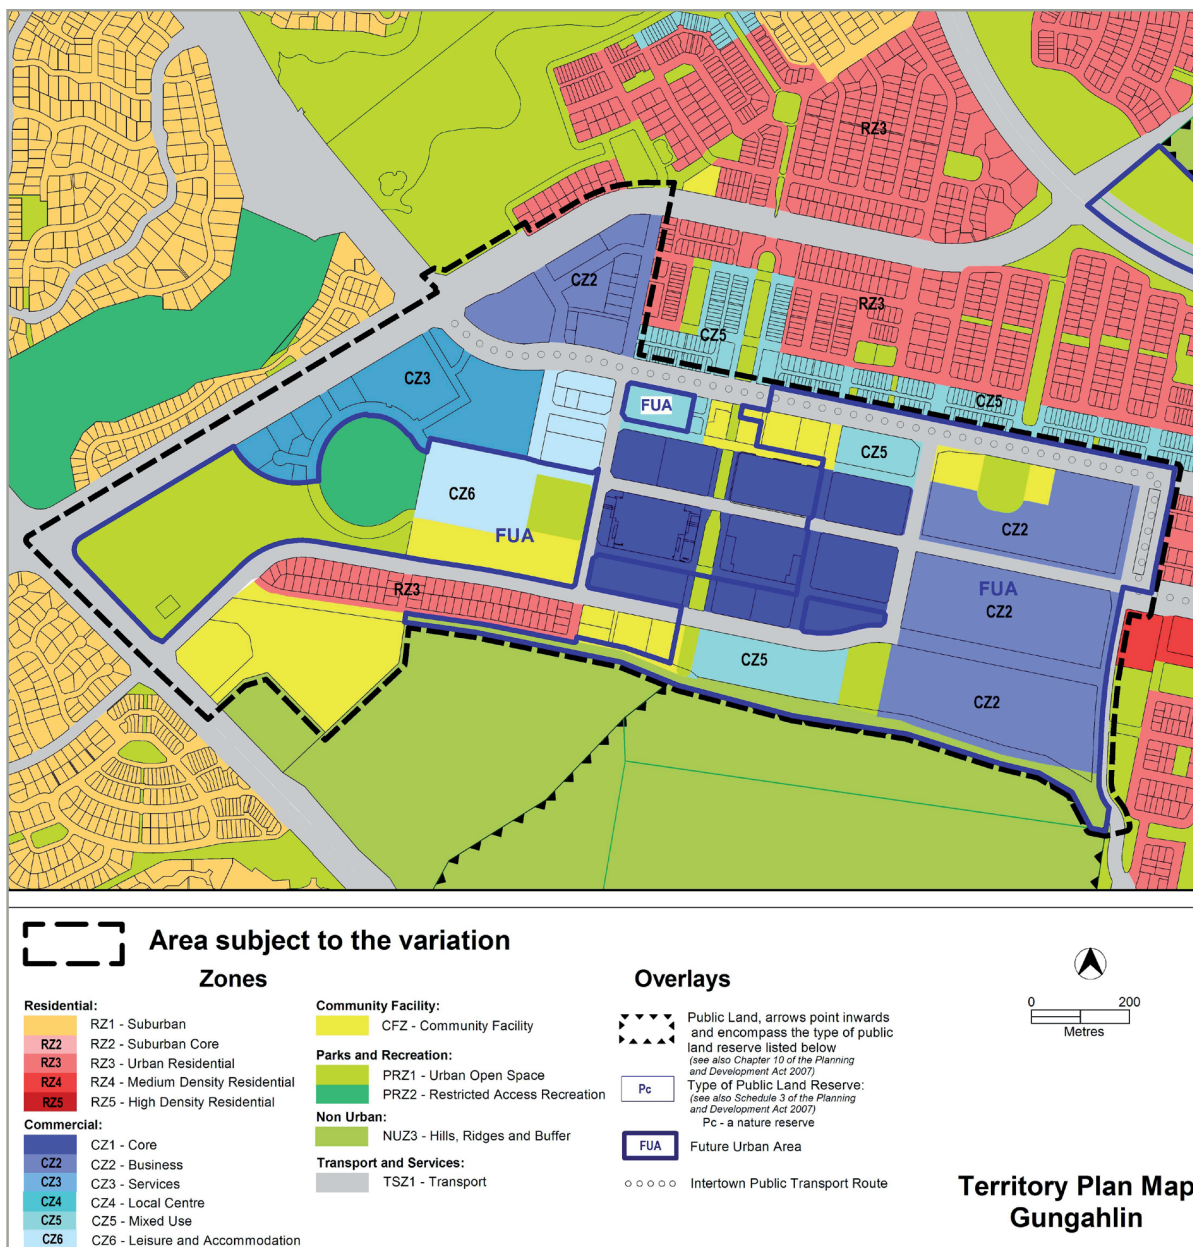 RZ3
CZ2
RZ3
CZ5
CZ3
FUA
CZ5
CZ5
CZ6
FUA
CZ2
RZ3
FUA
CZ2
CZ5
CZ2
Area subject to the variation
Zones
Residential:
RZ1 - Suburban
RZ2 RZ2 - Suburban Core
RZ3 RZ3 - Urban Residential
RZ4 RZ4 - Medium Density Residential
RZ5 RZ5 - High Density Residential
Commercial:
CZ1 - Core
CZ2 CZ2 - Business
CZ3 CZ3 - Services
CZ4 CZ4 - Local Centre
CZ5 CZ5 - Mixed Use
CZ6 CZ6 - Leisure and Accommodation
Community Facility:
CFZ - Community Facility
Parks and Recreation:
PRZ1 - Urban Open Space
PRZ2 - Restricted Access Recreation
Non Urban:
NUZ3 - Hills, Ridges and Buffer
Transport and Services:
TSZ1 - Transport
Overlays
Public Land, arrows point inwards
and encompass the type of public
land reserve listed below
(see also Chapter 10 of the Planning
and Development Act 2007)
Pc Type of Public Land Reserve:
(see also Schedule 3 of the Planning
and Development Act 2007)
Pc - a nature reserve
FUA Future Urban Area
Intertown Public Transport Route
0 200
Metres
Territory Plan Map
Gungahlin